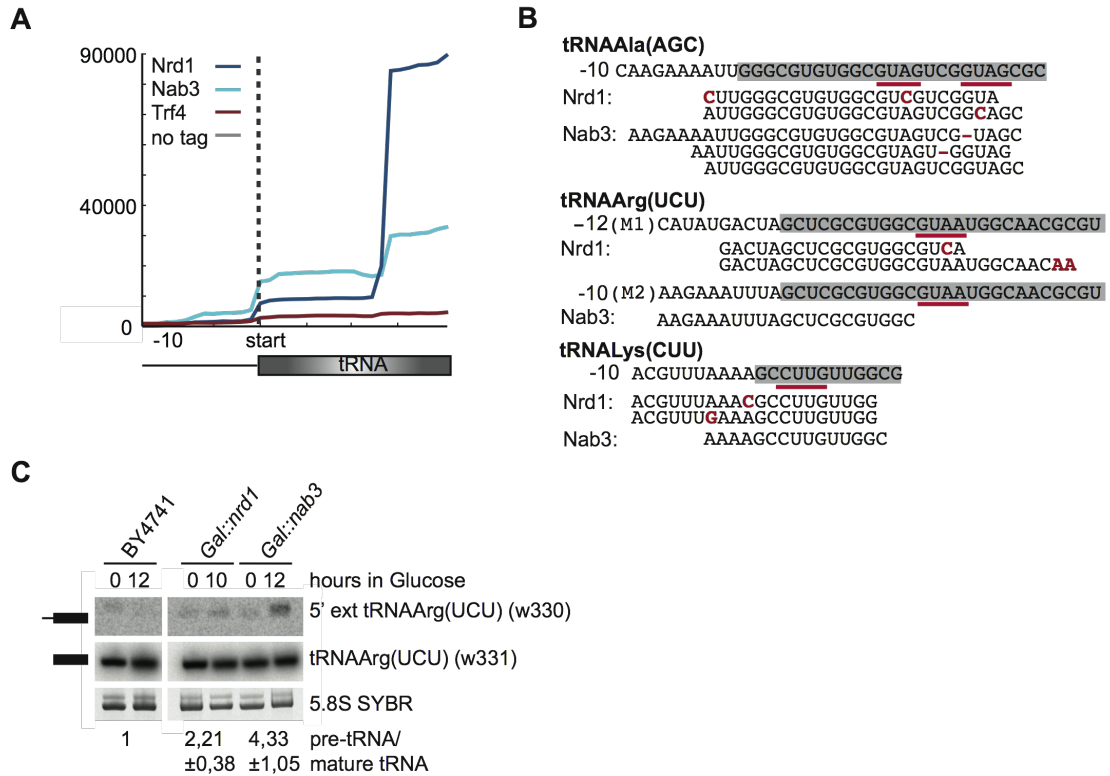 A
90000
Nrd1
Nab3
Trf4
no tag
40000
0
-10
start
tRNA
B
tRNAAla(AGC)
-10 CAAGAAAAUUGGGCGUGUGGCGUAGUCGGUAGCGC
Nrd1: CUUGGGCGUGUGGCGUCGUCGGUA
AUUGGGCGUGUGGCGUAGUCGGCAGC
Nab3: AAGAAAAUUGGGCGUGUGGCGUAGUCG-UAGC
AAUUGGGCGUGUGGCGUAGU-GGUAG
AUUGGGCGUGUGGCGUAGUCGGUAGC
tRNAArg(UCU)
-12(M1)CAUAUGACUAGCUCGCGUGGCGUAAUGGCAACGCGU
Nrd1: GACUAGCUCGCGUGGCGUCA
GACUAGCUCGCGUGGCGUAAUGGCAACAA
-10(M2)AAGAAAUUUAGCUCGCGUGGCGUAAUGGCAACGCGU
Nab3: AAGAAAUUUAGCUCGCGUGGC
tRNALys(CUU)
-10 ACGUUUAAAAGCCUUGUUGGCG
Nrd1: ACGUUUAAACGCCUUGUUGG
ACGUUUGAAAGCCUUGUUGG
Nab3: AAAAGCCUUGUUGGC
C
BY4741
Gal::nrd1
Gal::nab3
0 12 0 10 0 12 hours in Glucose
5' ext tRNAArg(UCU) (w330)
tRNAArg(UCU) (w331)
5.8S SYBR
1 2,21 4,33 pre-tRNA/
±0,38 ±1,05 mature tRNA